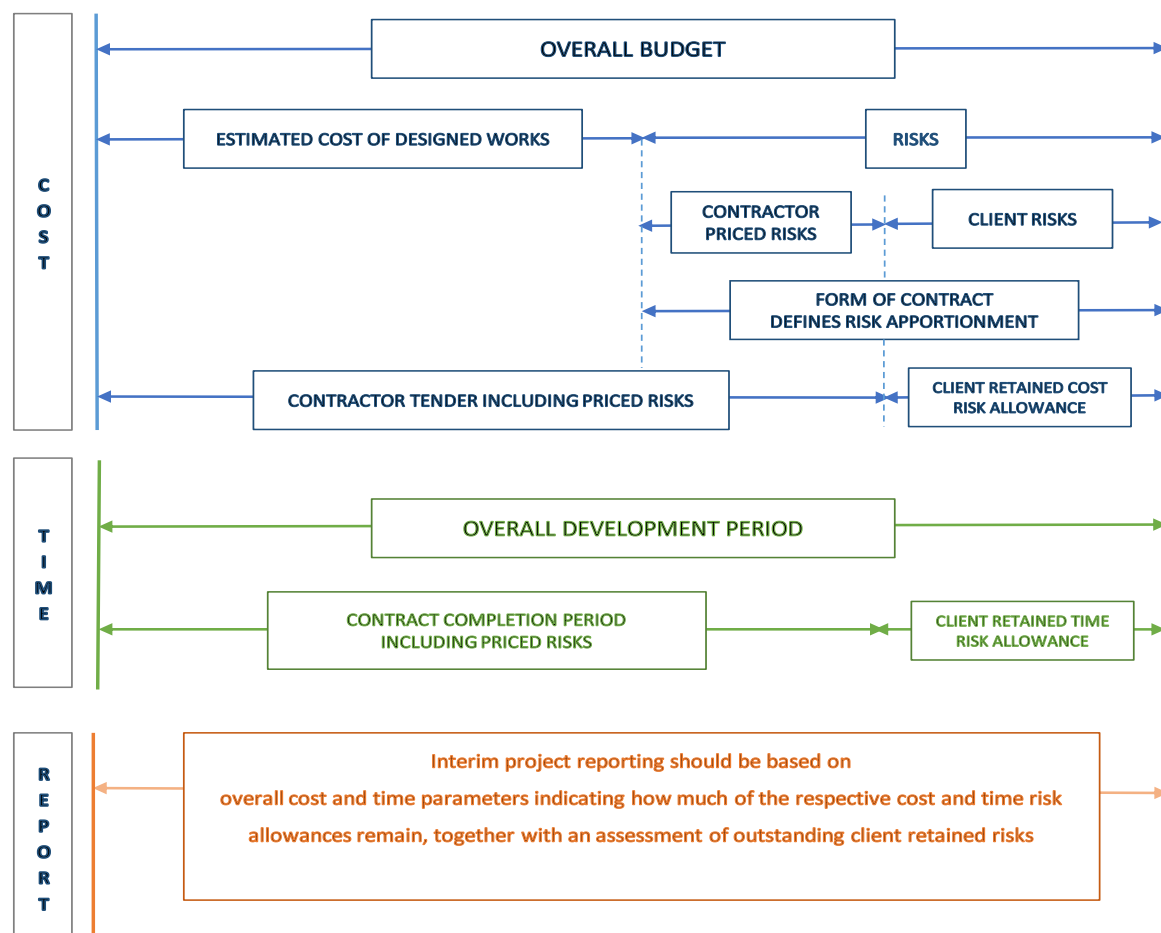 COST
OVERALL BUDGET
ESTIMATED COST OF DESIGNED WORKS
RISKS
CONTRACTOR
PRICED RISKS
CLIENT RISKS
FORM OF CONTRACT
DEFINES RISK APPORTIONMENT
CONTRACTOR TENDER INCLUDING PRICED RISKS
CLIENT RETAINED COST
RISK ALLOWANCE
TIME
OVERALL DEVELOPMENT PERIOD
CONTRACT COMPLETION PERIOD
INCLUDING PRICED RISKS
CLIENT RETAINED TIME
RISK ALLOWANCE
REPORT
Interim project reporting should be based on
overall cost and time parameters indicating how much of the respective cost and time risk
allowances remain, together with an assessment of outstanding client retained risks